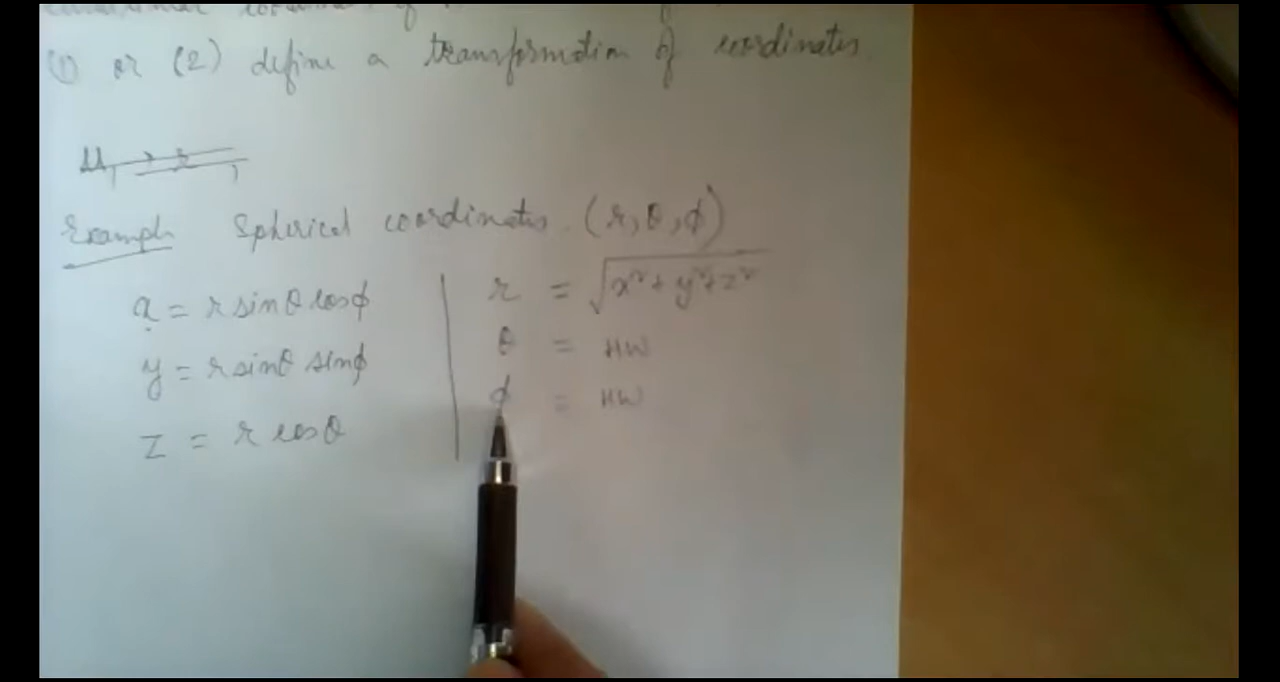 (1) or (2) define a transformation of coordinates.
Example Spherical coordinates. (r, θ, ϕ)
x = r sinθ cosϕ
y = r sinθ sinϕ
z = r cosθ
r = √x²+y²+z²
θ = HW
ϕ = HW